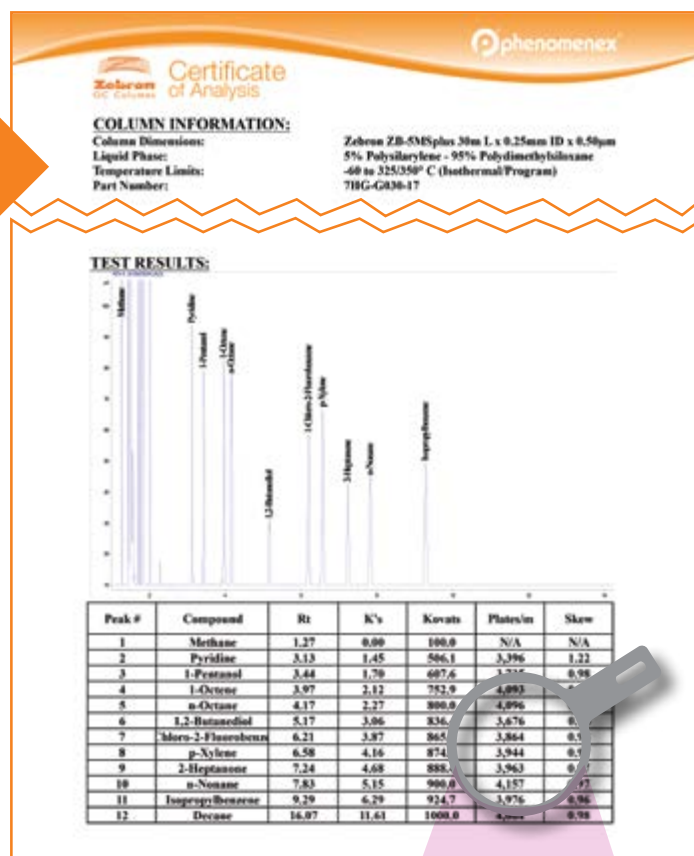 phenomenex
Zebron
GC Columns
Certificate
of Analysis
COLUMN INFORMATION:
Column Dimensions: Zebron ZB-5MSplus 30m L x 0.25mm ID x 0.50µm
Liquid Phase: 5% Polysilarylene - 95% Polydimethylsiloxane
Temperature Limits: -60 to 325/350° C (Isothermal/Program)
Part Number: 7HG-G030-17
TEST RESULTS:
Methane
Pyridine
1-Pentanol
1-Octene
n-Octane
1,2-Butanediol
1-Chloro-2-Fluorobenzene
p-Xylene
2-Heptanone
n-Nonane
Isopropylbenzene
Peak # Compound Rt K's Kovats Plates/m Skew
1 Methane 1.27 0.00 100.0 N/A N/A
2 Pyridine 3.13 1.45 506.1 3,396 1.22
3 1-Pentanol 3.44 1.70 607.6 0.98
4 1-Octene 3.97 2.12 752.9 4,093
5 n-Octane 4.17 2.27 800.0 4,096
6 1,2-Butanediol 5.17 3.06 836. 3,676
7 Chloro-2-Fluorobenz 6.21 3.87 865. 3,864
8 p-Xylene 6.58 4.16 874. 3,944
9 2-Heptanone 7.24 4.68 888. 3,963
10 n-Nonane 7.83 5.15 900.0 4,157
11 Isopropylbenzene 9.29 6.29 924.7 3,976 0.96
12 Decane 16.07 11.61 1000.0 0.98